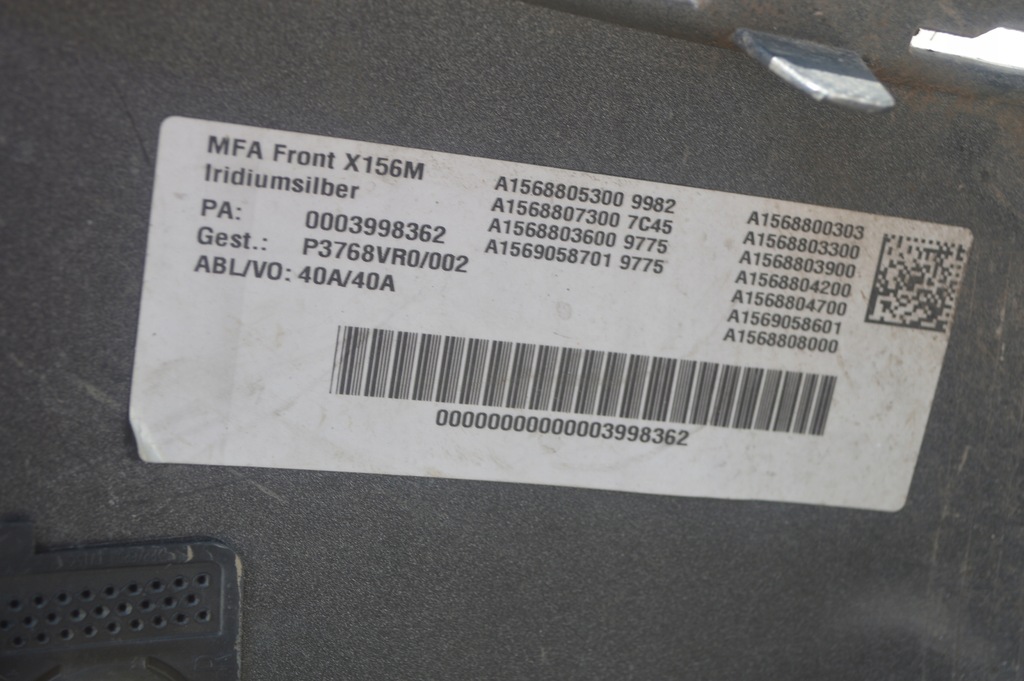 MFA Front X156M
Iridiumsilber
PA: 0003998362
Gest.: P3768VR0/002
ABL/VO: 40A/40A
A1568805300 9982
A1568807300 7C45
A1568803600 9775
A1569058701 9775
A1568800303
A1568803300
A1568803900
A1568804200
A1568804700
A1569058601
A1568808000
00000000000003998362